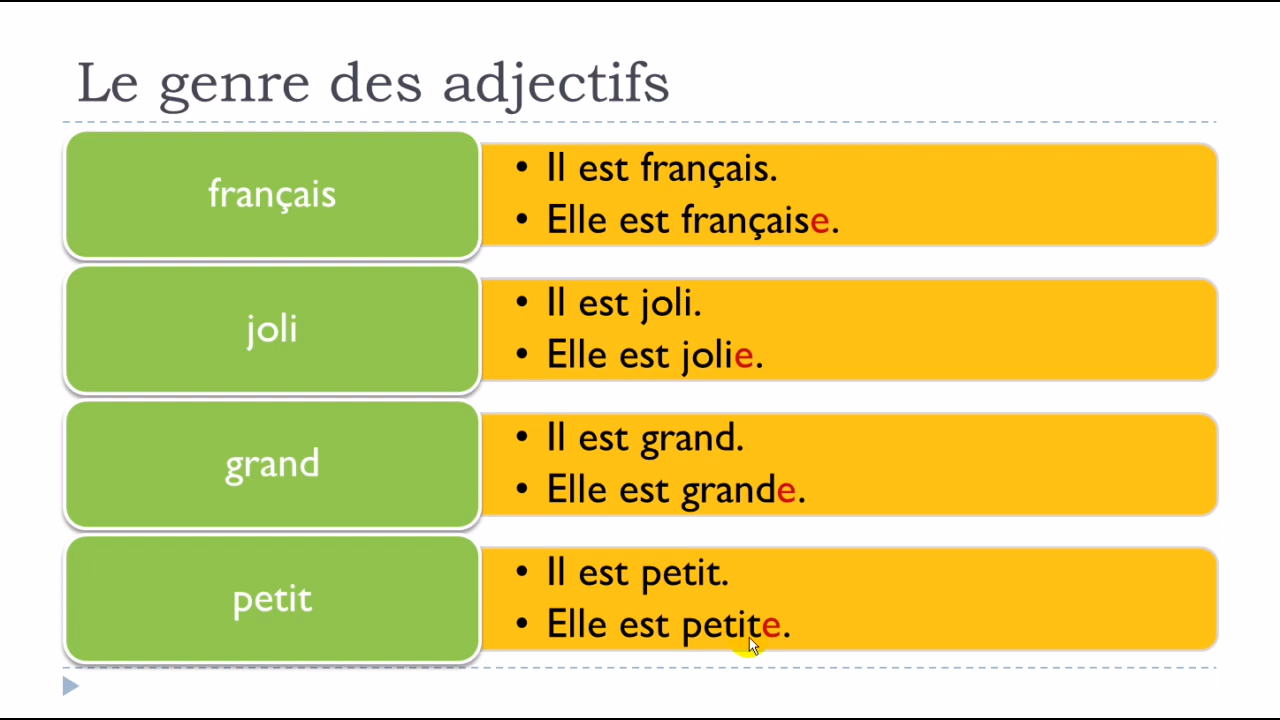 Le genre des adjectifs
français
• Il est français.
• Elle est française.
joli
• Il est joli.
• Elle est jolie.
grand
• Il est grand.
• Elle est grande.
petit
• Il est petit.
• Elle est petite.